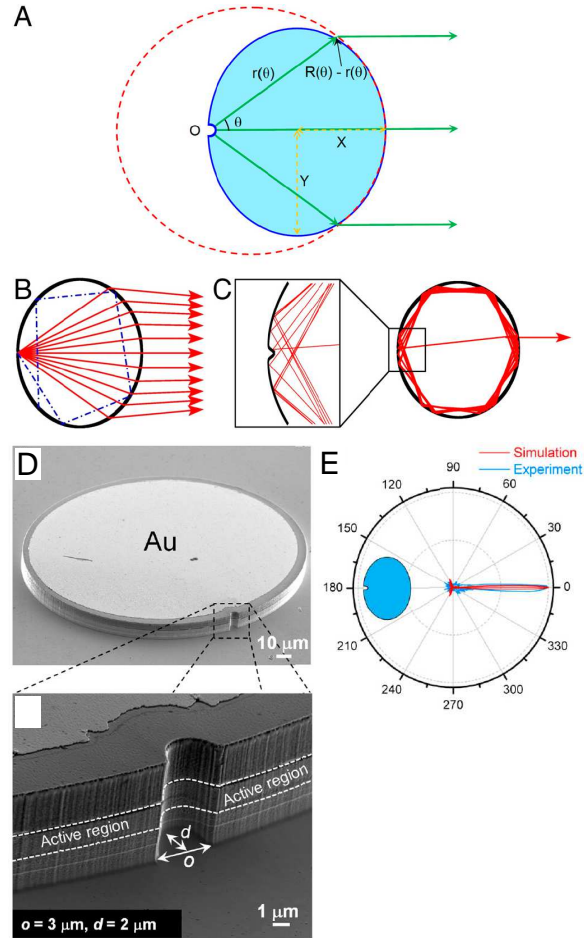 A
r(θ)
R(θ) - r(θ)
θ
O
X
Y
B
C
D
Au
10 μm
E
Simulation
Experiment
90
120
60
150
30
180
0
210
330
240
300
270
Active region
Active region
d
o
1 μm
o = 3 μm, d = 2 μm